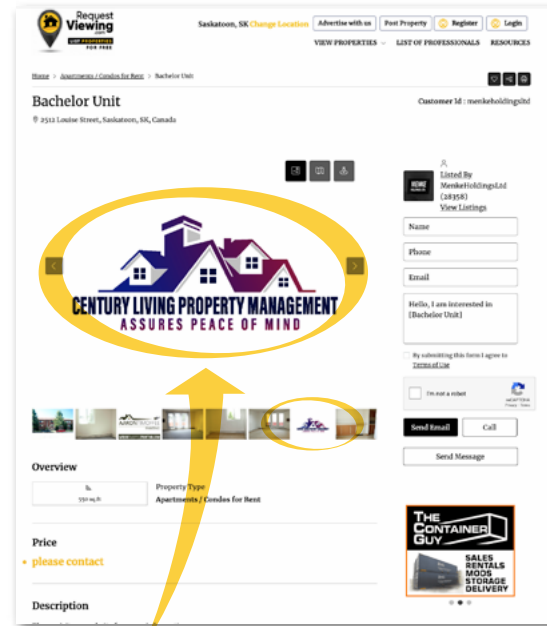 Request
Viewing
.com
LIST PROPERTIES
FOR FREE
Saskatoon, SK Change Location
Advertise with us
Post Property
Register
Login
VIEW PROPERTIES
LIST OF PROFESSIONALS
RESOURCES
Home > Apartments / Condos for Rent > Bachelor Unit
Bachelor Unit
Customer Id : menkeholdingsltd
2512 Louise Street, Saskatoon, SK, Canada
CENTURY LIVING PROPERTY MANAGEMENT
ASSURES PEACE OF MIND
MENKE
Listed By
MenkeHoldingsLtd
(28358)
View Listings
Name
Phone
Email
Hello, I am interested in
[Bachelor Unit]
By submitting this form I agree to
Terms of Use
I'm not a robot
reCAPTCHA
Privacy - Terms
Send Email
Call
Send Message
Overview
550 sq.ft
Property Type
Apartments / Condos for Rent
Price
please contact
Description
THE
CONTAINER
GUY
SALES
RENTALS
MODS
STORAGE
DELIVERY